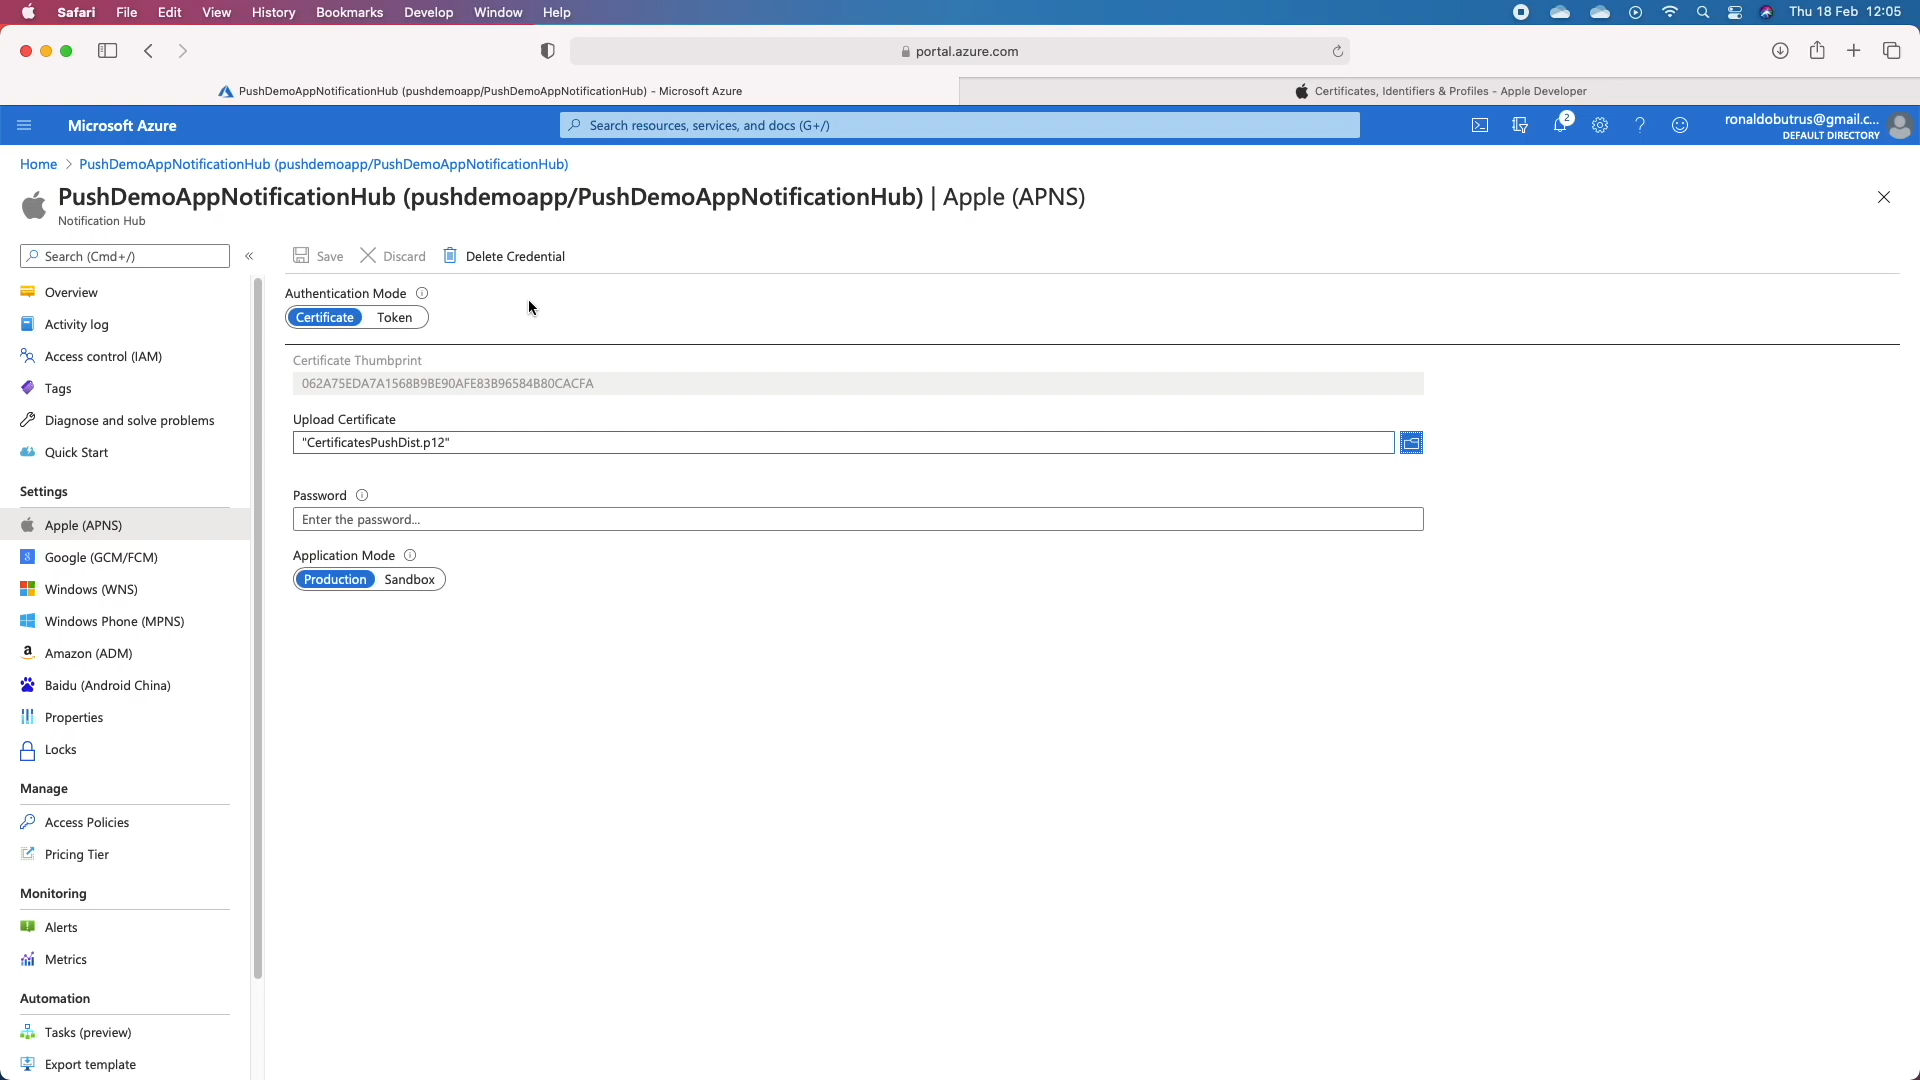 Safari File Edit View History Bookmarks Develop Window Help Thu 18 Feb 12:05
portal.azure.com
PushDemoAppNotificationHub (pushdemoapp/PushDemoAppNotificationHub) - Microsoft Azure Certificates, Identifiers & Profiles - Apple Developer
Microsoft Azure Search resources, services, and docs (G+/) 2 ronaldobutrus@gmail.c...
DEFAULT DIRECTORY
Home > PushDemoAppNotificationHub (pushdemoapp/PushDemoAppNotificationHub)
PushDemoAppNotificationHub (pushdemoapp/PushDemoAppNotificationHub) | Apple (APNS)
Notification Hub
Search (Cmd+/) «
Overview
Activity log
Access control (IAM)
Tags
Diagnose and solve problems
Quick Start
Settings
Apple (APNS)
Google (GCM/FCM)
Windows (WNS)
Windows Phone (MPNS)
Amazon (ADM)
Baidu (Android China)
Properties
Locks
Manage
Access Policies
Pricing Tier
Monitoring
Alerts
Metrics
Automation
Tasks (preview)
Export template
Save Discard Delete Credential
Authentication Mode
Certificate Token
Certificate Thumbprint
062A75EDA7A1568B9BE90AFE83B96584B80CACFA
Upload Certificate
"CertificatesPushDist.p12"
Password
Enter the password...
Application Mode
Production Sandbox